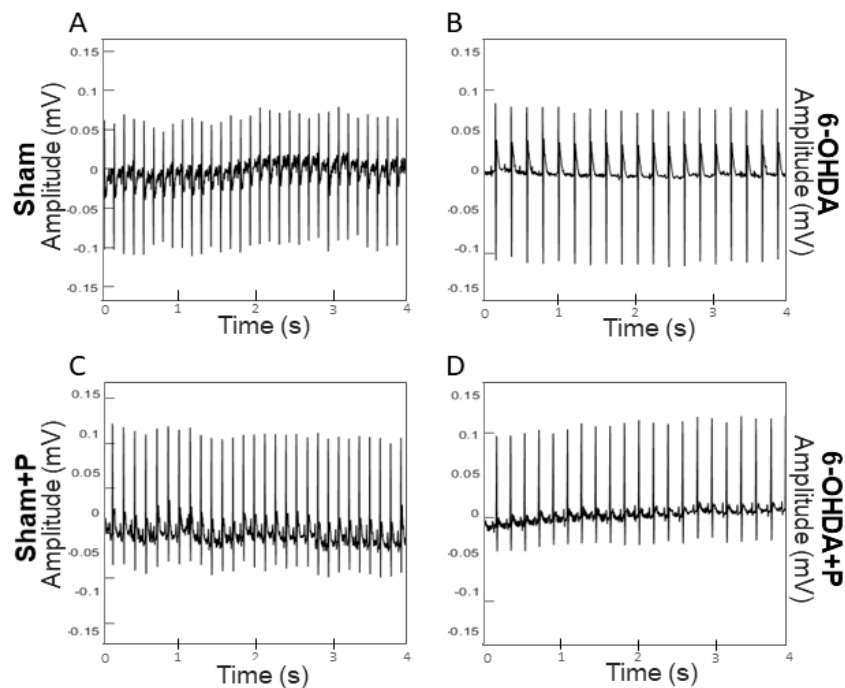 A
0.15
0.1
0.05
0
-0.05
-0.1
-0.15
Sham
Amplitude (mV)
0 1 2 3 4
Time (s)
B
0.15
0.1
0.05
0
-0.05
-0.1
-0.15
6-OHDA
Amplitude (mV)
0 1 2 3 4
Time (s)
C
0.15
0.1
0.05
0
-0.05
-0.1
-0.15
Sham+P
Amplitude (mV)
0 1 2 3 4
Time (s)
D
0.15
0.1
0.05
0
-0.05
-0.1
-0.15
6-OHDA+P
Amplitude (mV)
0 1 2 3 4
Time (s)